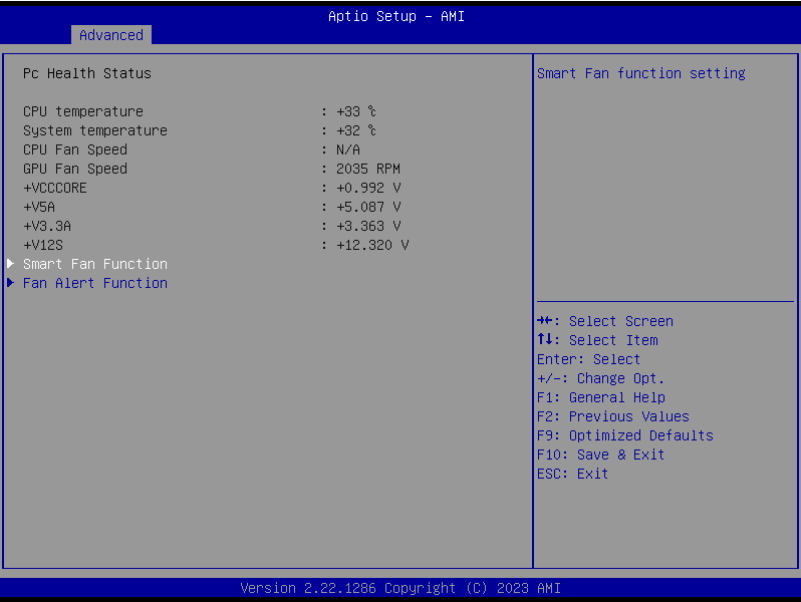 Aptio Setup – AMI
Advanced
Pc Health Status
CPU temperature : +33 ℃
System temperature : +32 ℃
CPU Fan Speed : N/A
GPU Fan Speed : 2035 RPM
+VCCCORE : +0.992 V
+V5A : +5.087 V
+V3.3A : +3.363 V
+V12S : +12.320 V
▶ Smart Fan Function
▶ Fan Alert Function
Smart Fan function setting
→←: Select Screen
↑↓: Select Item
Enter: Select
+/-: Change Opt.
F1: General Help
F2: Previous Values
F9: Optimized Defaults
F10: Save & Exit
ESC: Exit
Version 2.22.1286 Copyright (C) 2023 AMI